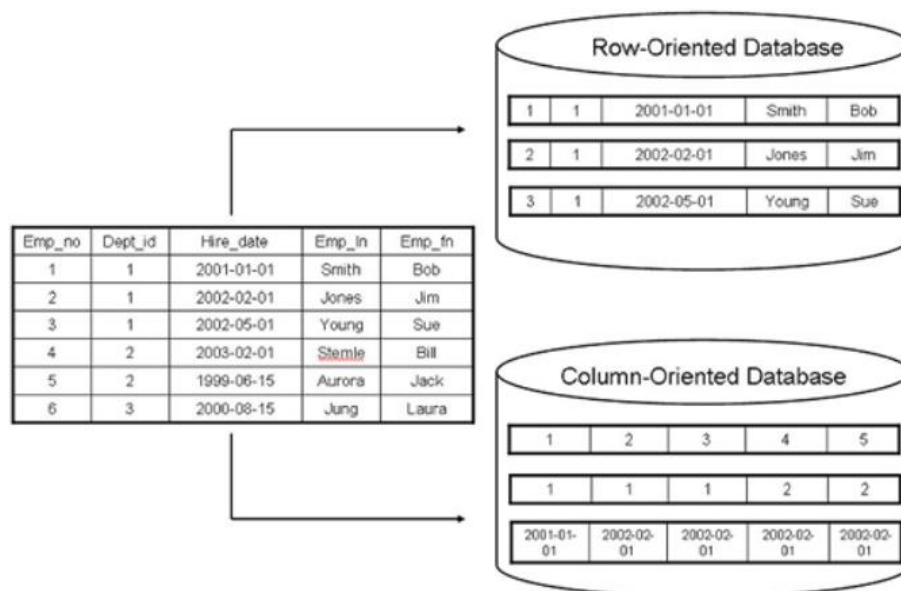 Row-Oriented Database
1 1 2001-01-01 Smith Bob
2 1 2002-02-01 Jones Jim
3 1 2002-05-01 Young Sue
Emp_no Dept_id Hire_date Emp_ln Emp_fn
1 1 2001-01-01 Smith Bob
2 1 2002-02-01 Jones Jim
3 1 2002-05-01 Young Sue
4 2 2003-02-01 Stemle Bill
5 2 1999-06-15 Aurora Jack
6 3 2000-08-15 Jung Laura
Column-Oriented Database
1 2 3 4 5
1 1 1 2 2
2001-01- 2002-02- 2002-02- 2002-02- 2002-02-
01 01 01 01 01